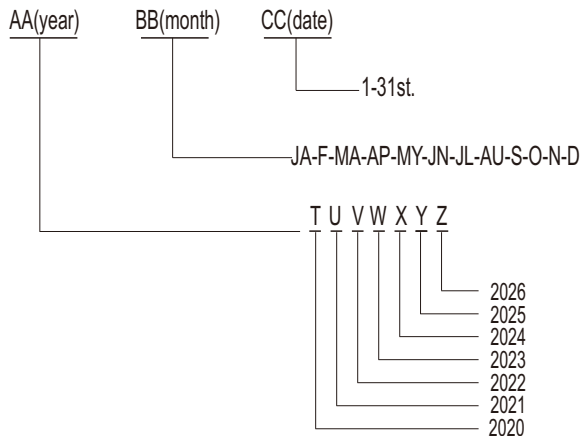 AA(year) BB(month) CC(date)
1-31st.
JA-F-MA-AP-MY-JN-JL-AU-S-O-N-D
T U V W X Y Z
2026
2025
2024
2023
2022
2021
2020